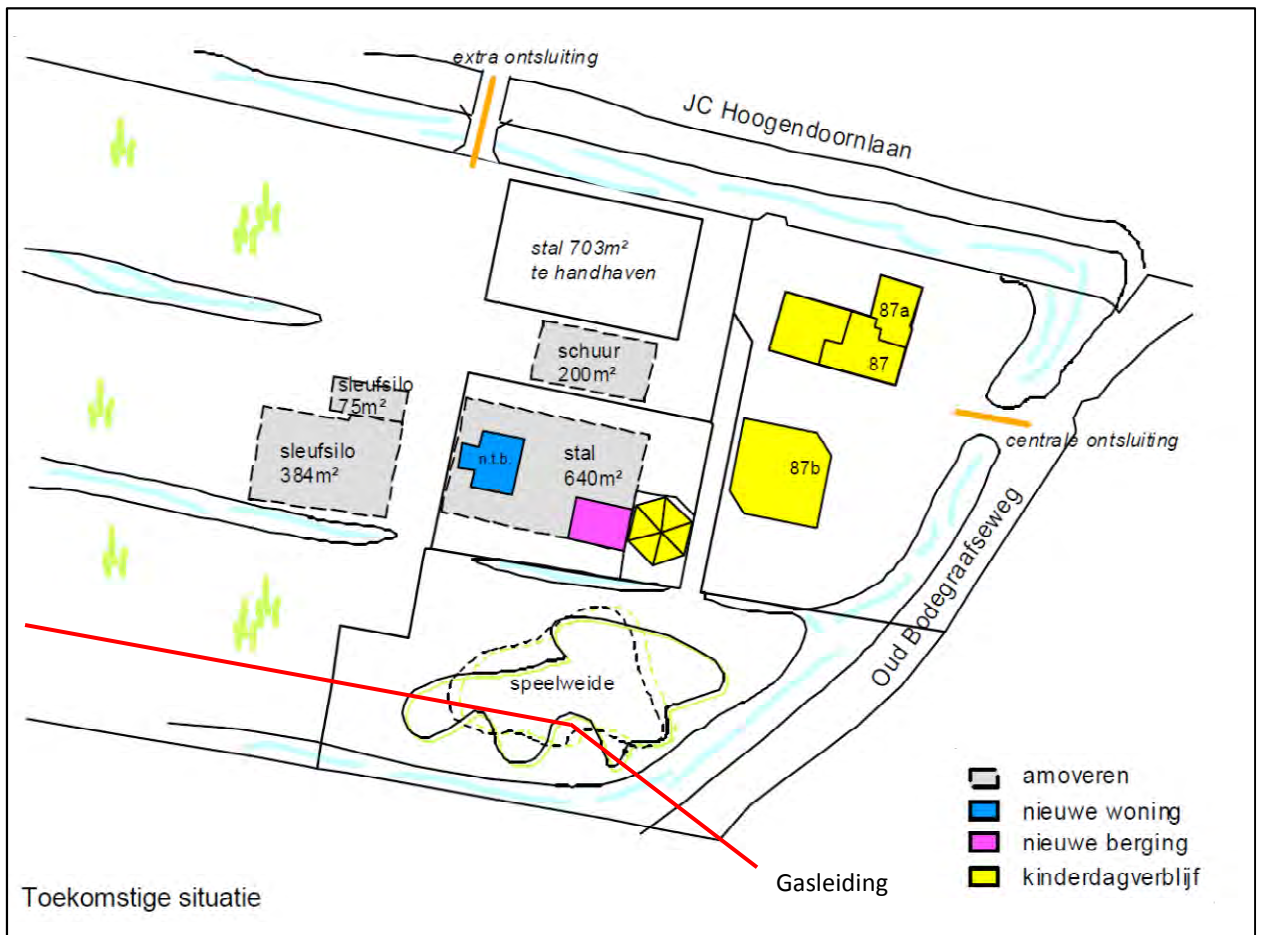 extra ontsluiting
JC Hoogendoornlaan
stal 703m²
te handhaven
87a
87
schuur
200m²
sleufsilo
75m²
sleufsilo
384m²
n.t.b.
stal
640m²
87b
centrale ontsluiting
Oud Bodegraafseweg
speelweide
amoveren
nieuwe woning
nieuwe berging
kinderdagverblijf
Gasleiding
Toekomstige situatie